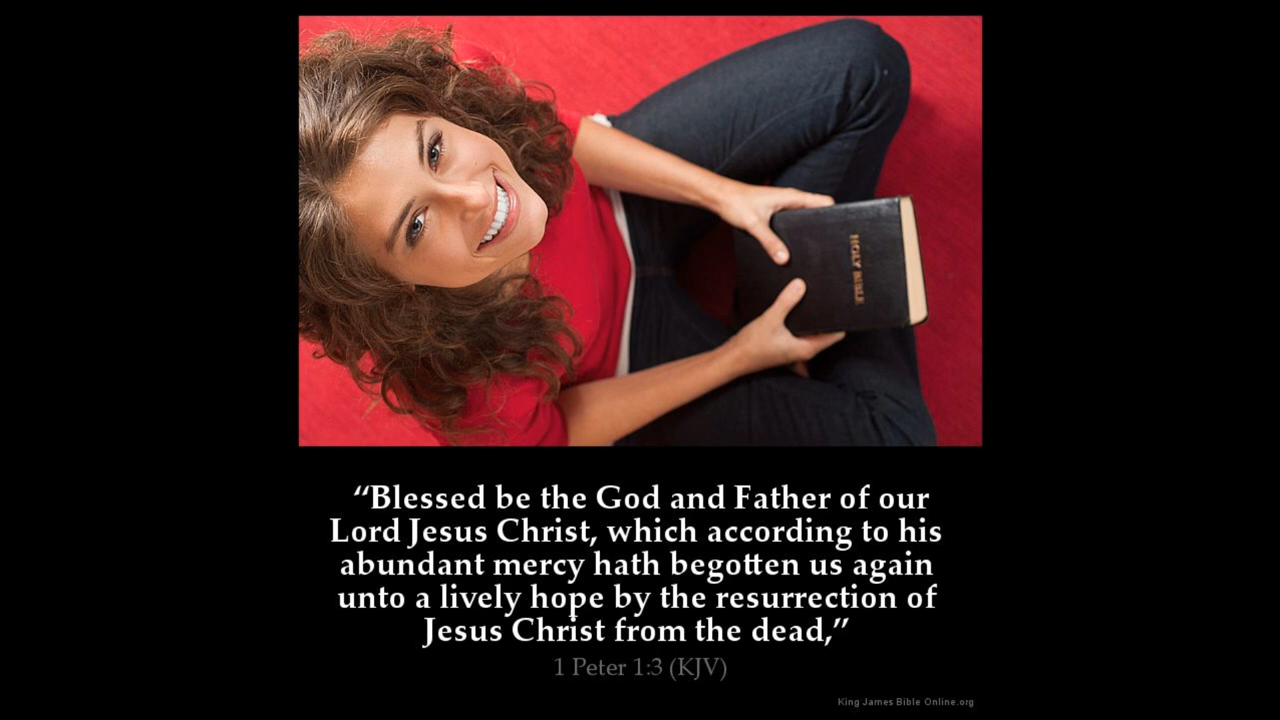 HOLY BIBLE
“Blessed be the God and Father of our
Lord Jesus Christ, which according to his
abundant mercy hath begotten us again
unto a lively hope by the resurrection of
Jesus Christ from the dead,”
1 Peter 1:3 (KJV)
King James Bible Online.org